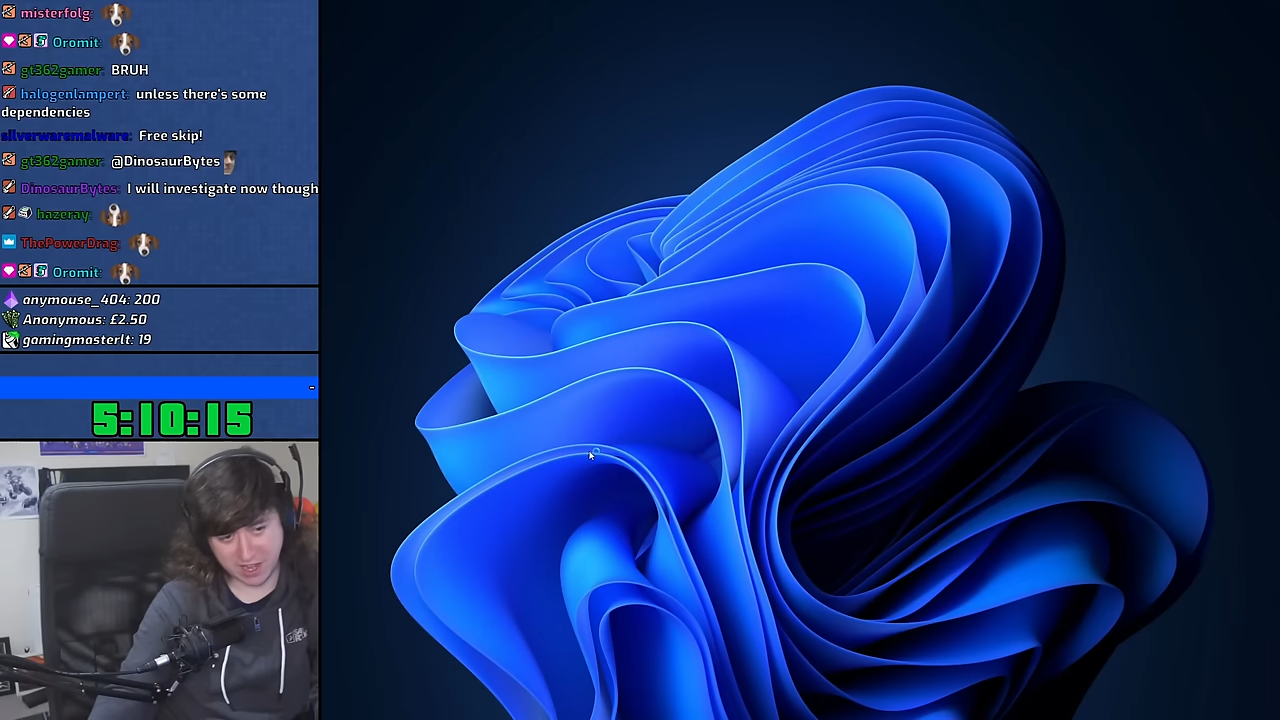 misterfolg:
Oromit:
gt362gamer: BRUH
halogenlampert: unless there's some
dependencies
silverwaremalware: Free skip!
gt362gamer: @DinosaurBytes
DinosaurBytes: I will investigate now though
hazeray:
ThePowerDrag:
Oromit:
anymouse_404: 200
Anonymous: £2.50
gamingmasterlt: 19
-
5:10:15